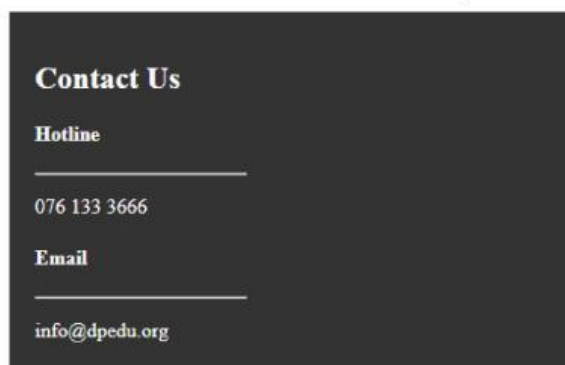 Contact Us
Hotline
076 133 3666
Email
info@dpedu.org